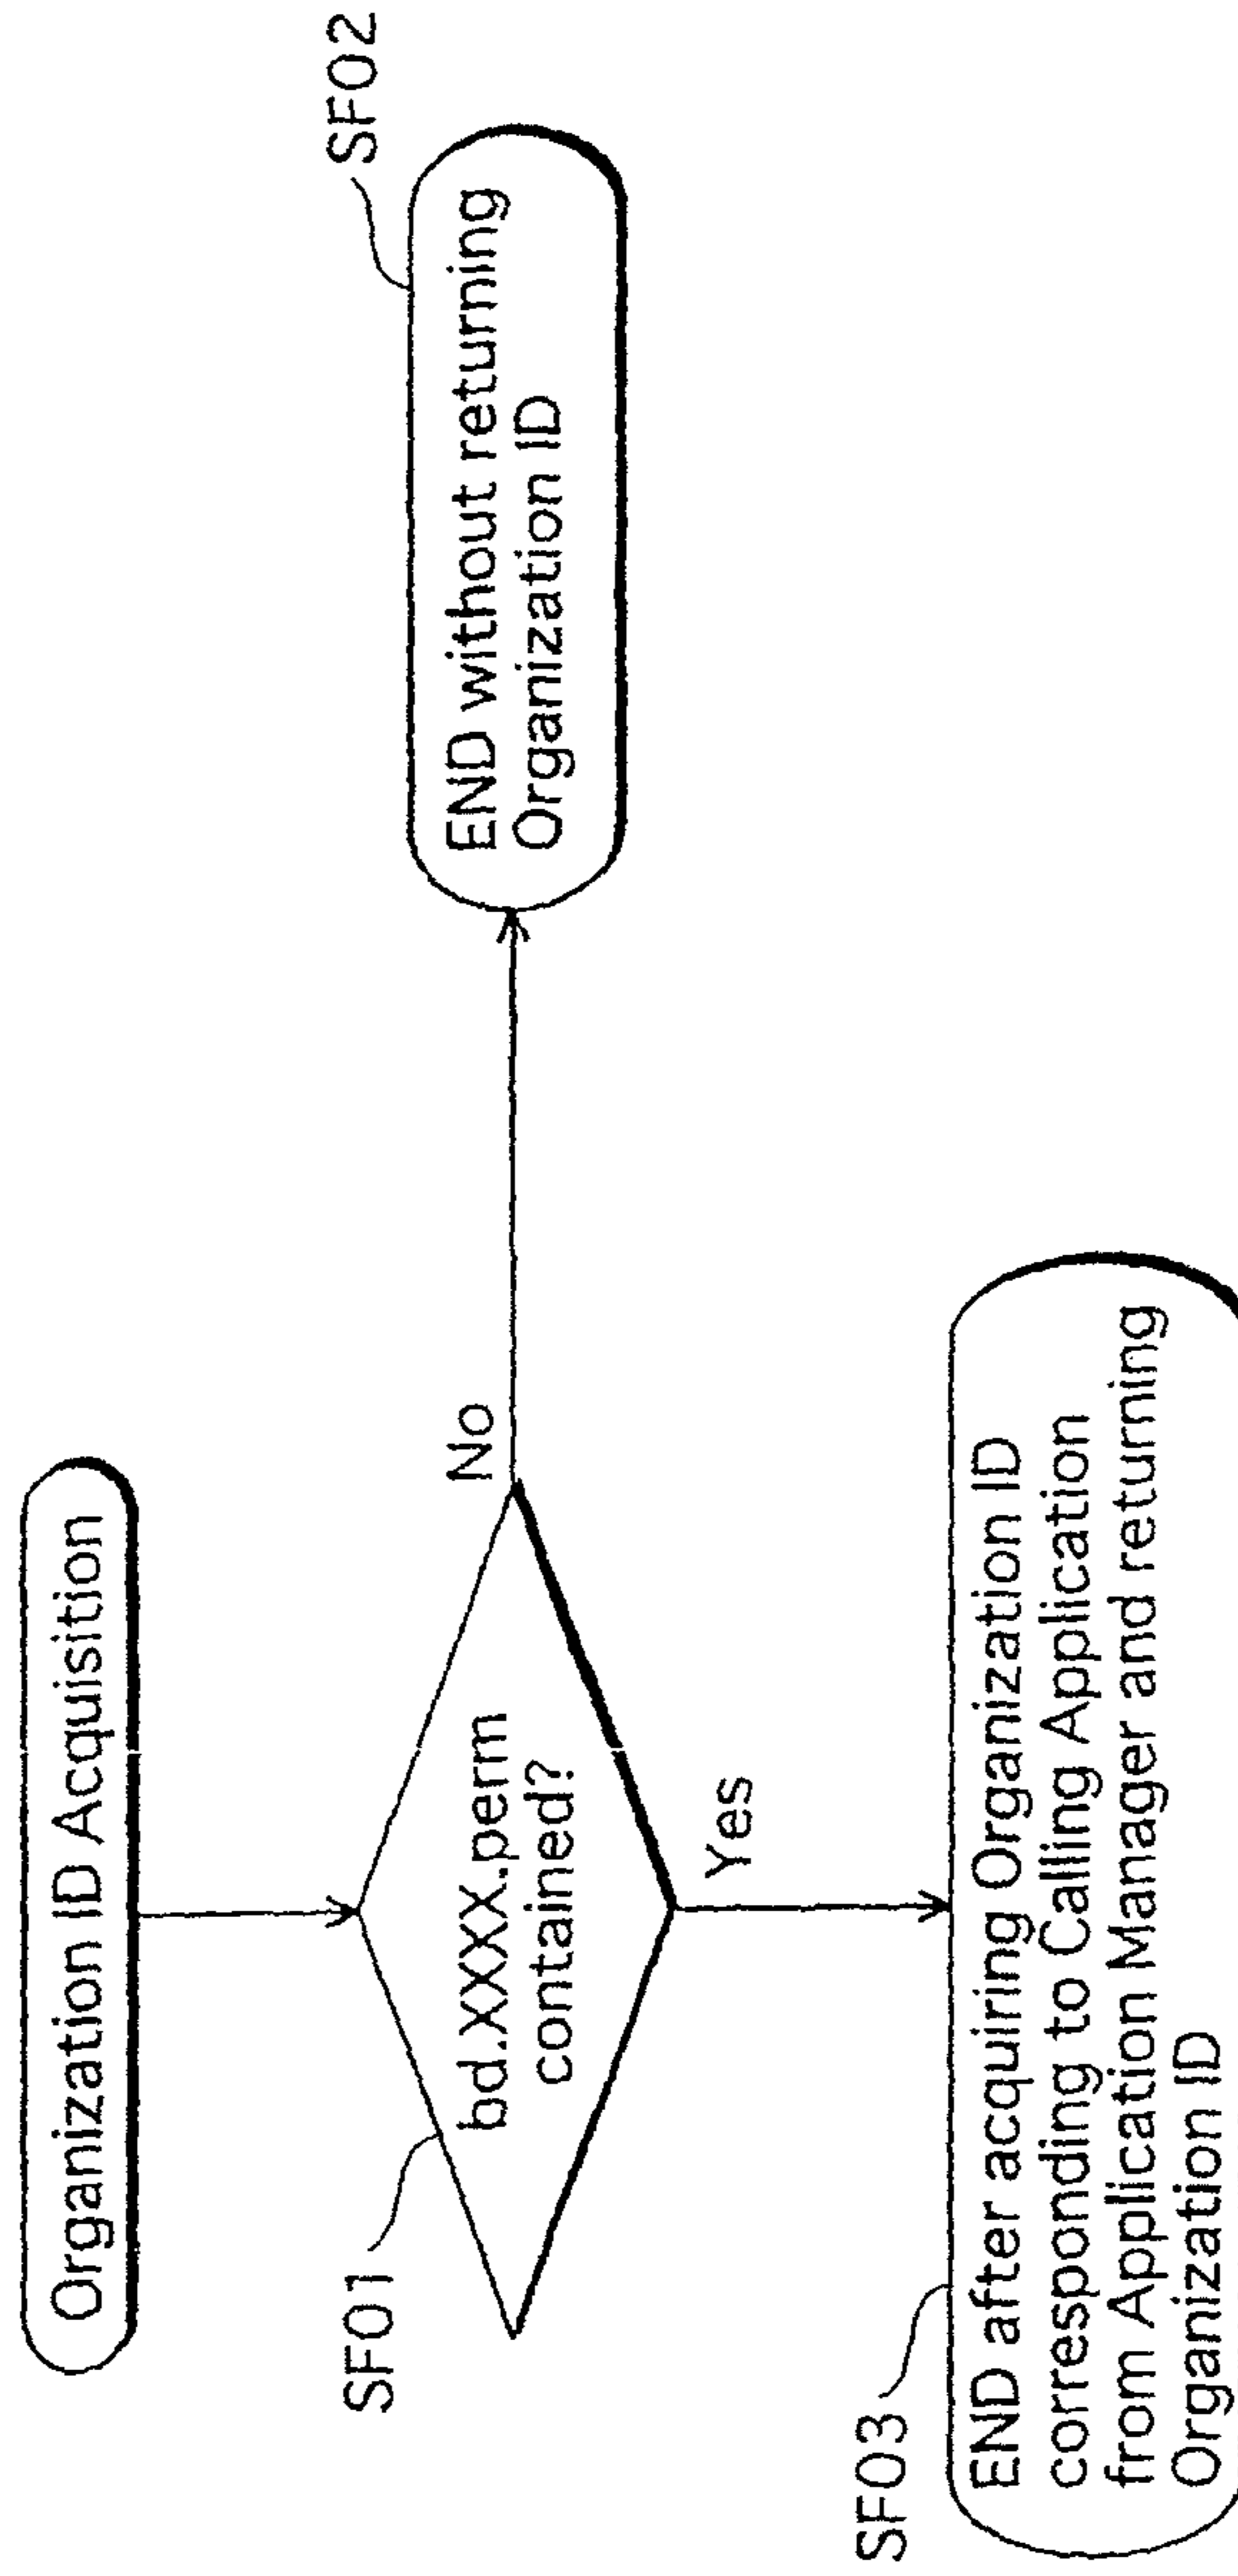 Organization ID Acquisition
SF01
bd.XXXX.perm
contained?
No
SF02
END without returning
Organization ID
Yes
SF03
END after acquiring Organization ID
corresponding to Calling Application
from Application Manager and returning
Organization ID